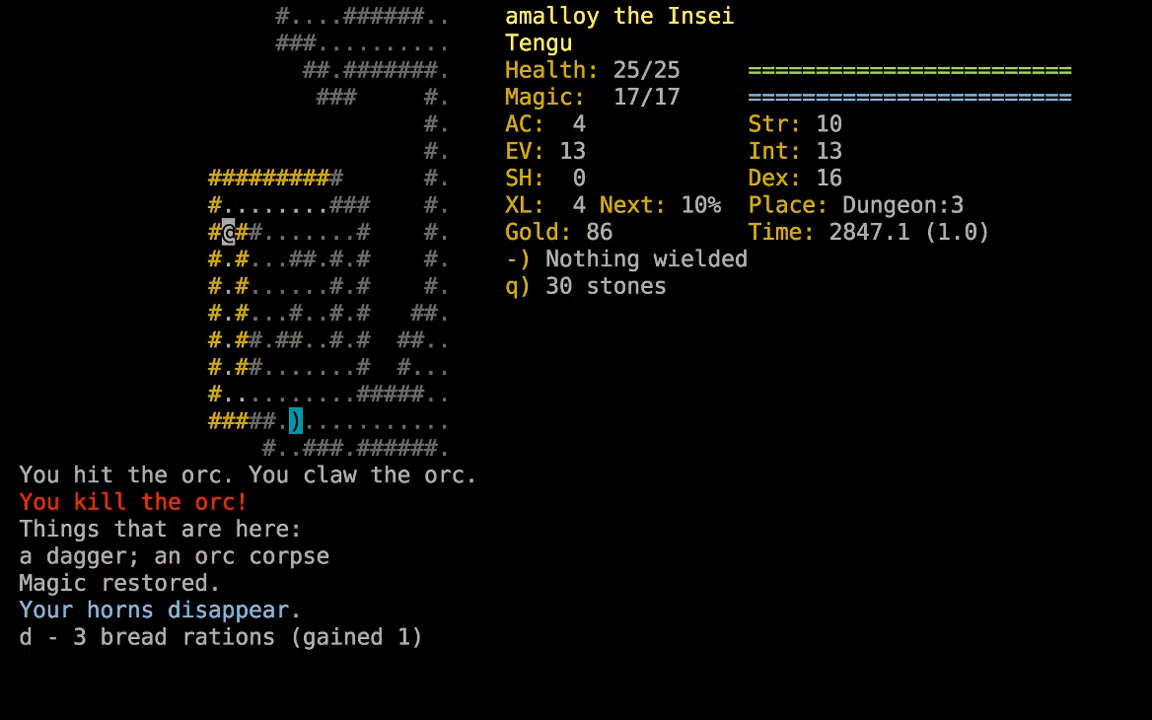 #....######..   amalloy the Insei
###..........   Tengu
##.#######.   Health: 25/25   ========================
###   #.   Magic:  17/17   ========================
#.   AC:  4   Str: 10
#.   EV: 13   Int: 13
##########   #.   SH:  0   Dex: 16
#........###   #.   XL:  4 Next: 10%   Place: Dungeon:3
#@##.......#   #.   Gold: 86   Time: 2847.1 (1.0)
#.#...##.#.#   #.   -) Nothing wielded
#.#......#.#   #.   q) 30 stones
#.#...#..#.#   ##.
#.##.##..#.#   ##..
#.##.......#   #...
#..........#####..
#####.)...........
#..###.######.
You hit the orc. You claw the orc.
You kill the orc!
Things that are here:
a dagger; an orc corpse
Magic restored.
Your horns disappear.
d - 3 bread rations (gained 1)